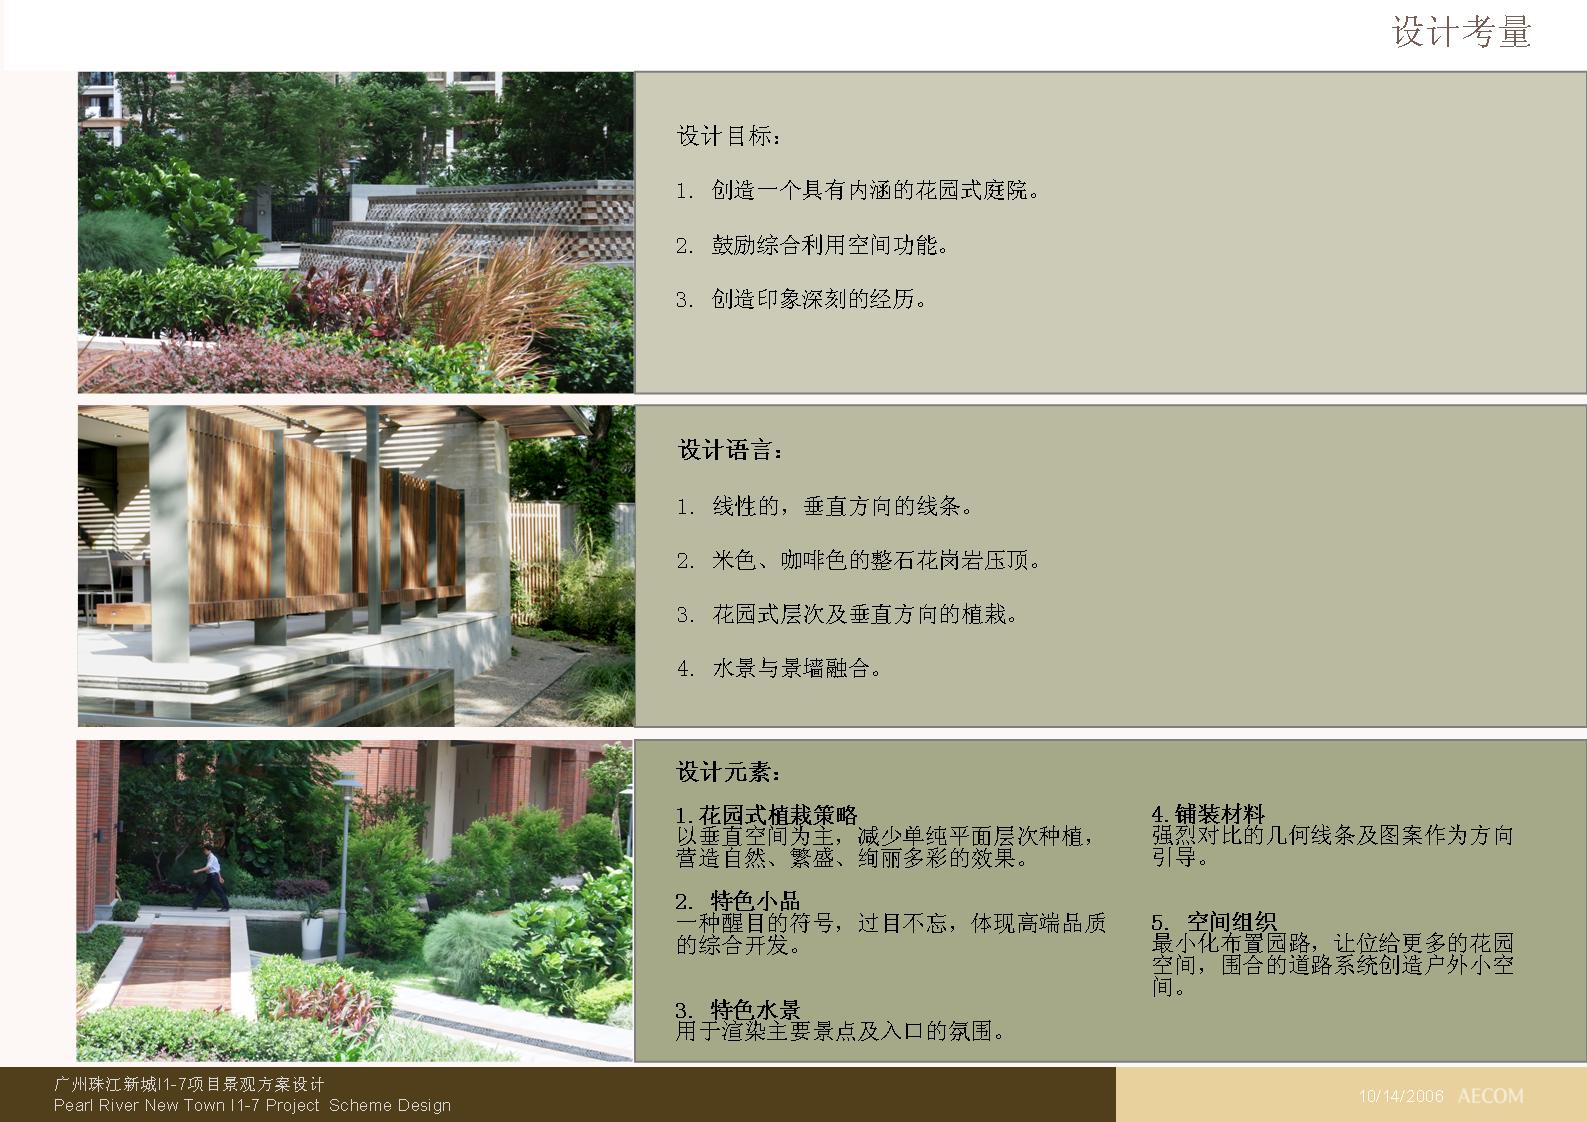 设计考量
设计目标：
1. 创造一个具有内涵的花园式庭院。
2. 鼓励综合利用空间功能。
3. 创造印象深刻的经历。
设计语言：
1. 线性的，垂直方向的线条。
2. 米色、咖啡色的整石花岗岩压顶。
3. 花园式层次及垂直方向的植栽。
4. 水景与景墙融合。
设计元素：
1.花园式植栽策略
以垂直空间为主，减少单纯平面层次种植，
营造自然、繁盛、绚丽多彩的效果。
2. 特色小品
一种醒目的符号，过目不忘，体现高端品质
的综合开发。
3. 特色水景
用于渲染主要景点及入口的氛围。
4.铺装材料
强烈对比的几何线条及图案作为方向
引导。
5. 空间组织
最小化布置园路，让位给更多的花园
空间，围合的道路系统创造户外小空
间。
广州珠江新城I1-7项目景观方案设计
Pearl River New Town I1-7 Project Scheme Design
10/14/2006 AECOM